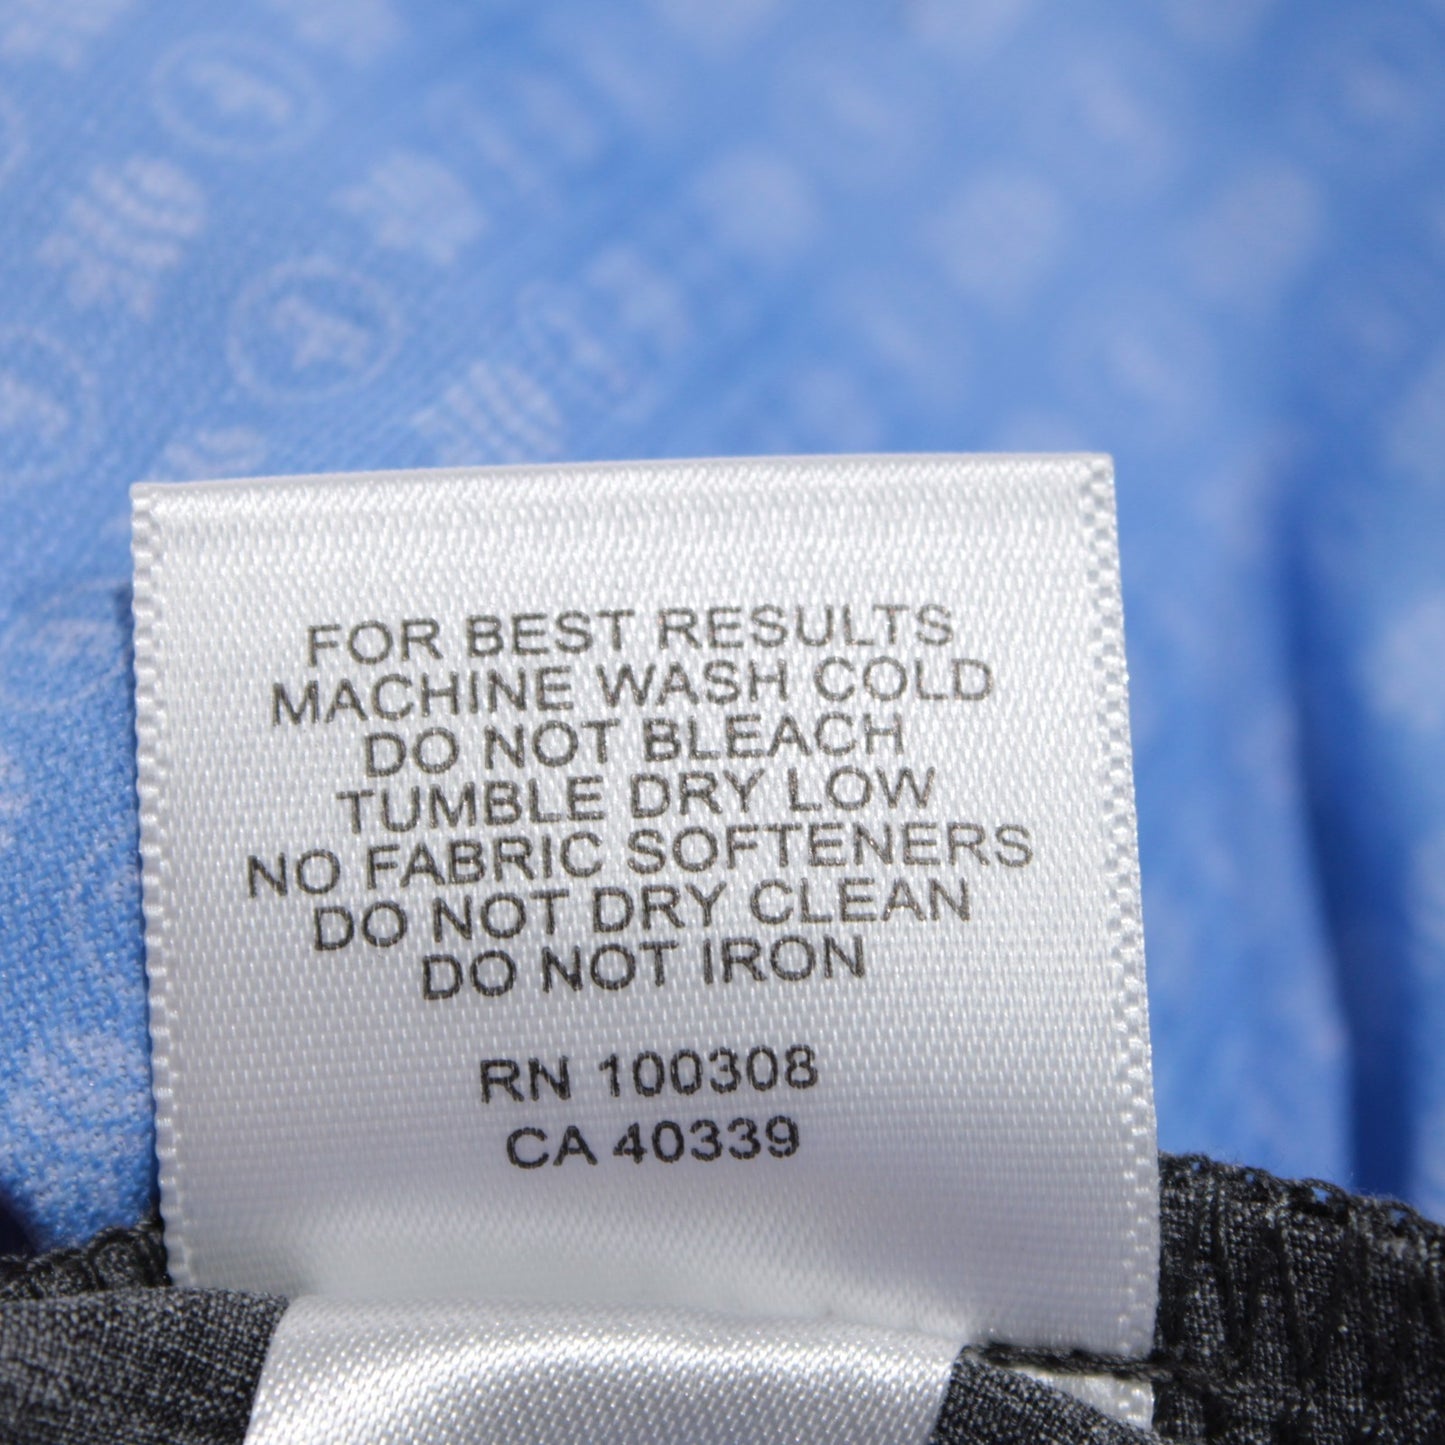 FOR BEST RESULTS
MACHINE WASH COLD
DO NOT BLEACH
TUMBLE DRY LOW
NO FABRIC SOFTENERS
DO NOT DRY CLEAN
DO NOT IRON
RN 100308
CA 40339